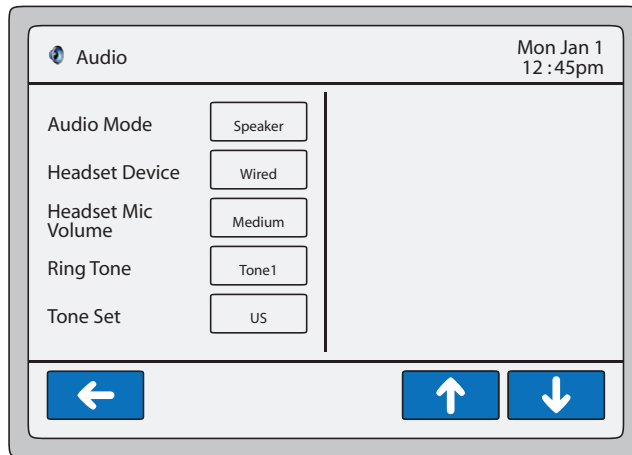 Audio
Mon Jan 1
12 :45pm
Audio Mode
Speaker
Headset Device
Wired
Headset Mic
Volume
Medium
Ring Tone
Tone1
Tone Set
US